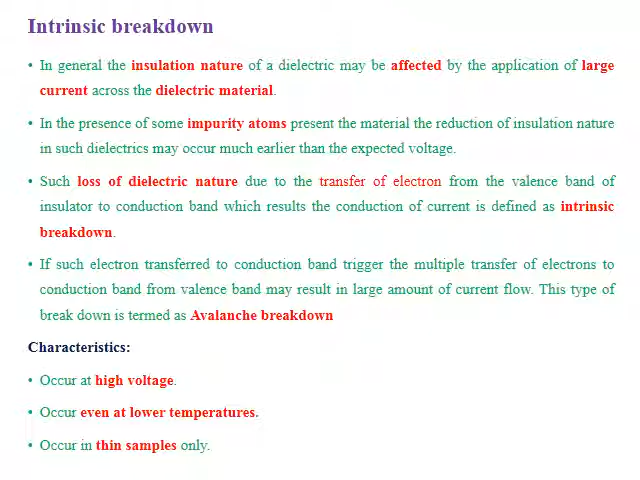 Intrinsic breakdown
• In general the insulation nature of a dielectric may be affected by the application of large
current across the dielectric material.
• In the presence of some impurity atoms present the material the reduction of insulation nature
in such dielectrics may occur much earlier than the expected voltage.
• Such loss of dielectric nature due to the transfer of electron from the valence band of
insulator to conduction band which results the conduction of current is defined as intrinsic
breakdown.
• If such electron transferred to conduction band trigger the multiple transfer of electrons to
conduction band from valence band may result in large amount of current flow. This type of
break down is termed as Avalanche breakdown
Characteristics:
• Occur at high voltage.
• Occur even at lower temperatures.
• Occur in thin samples only.